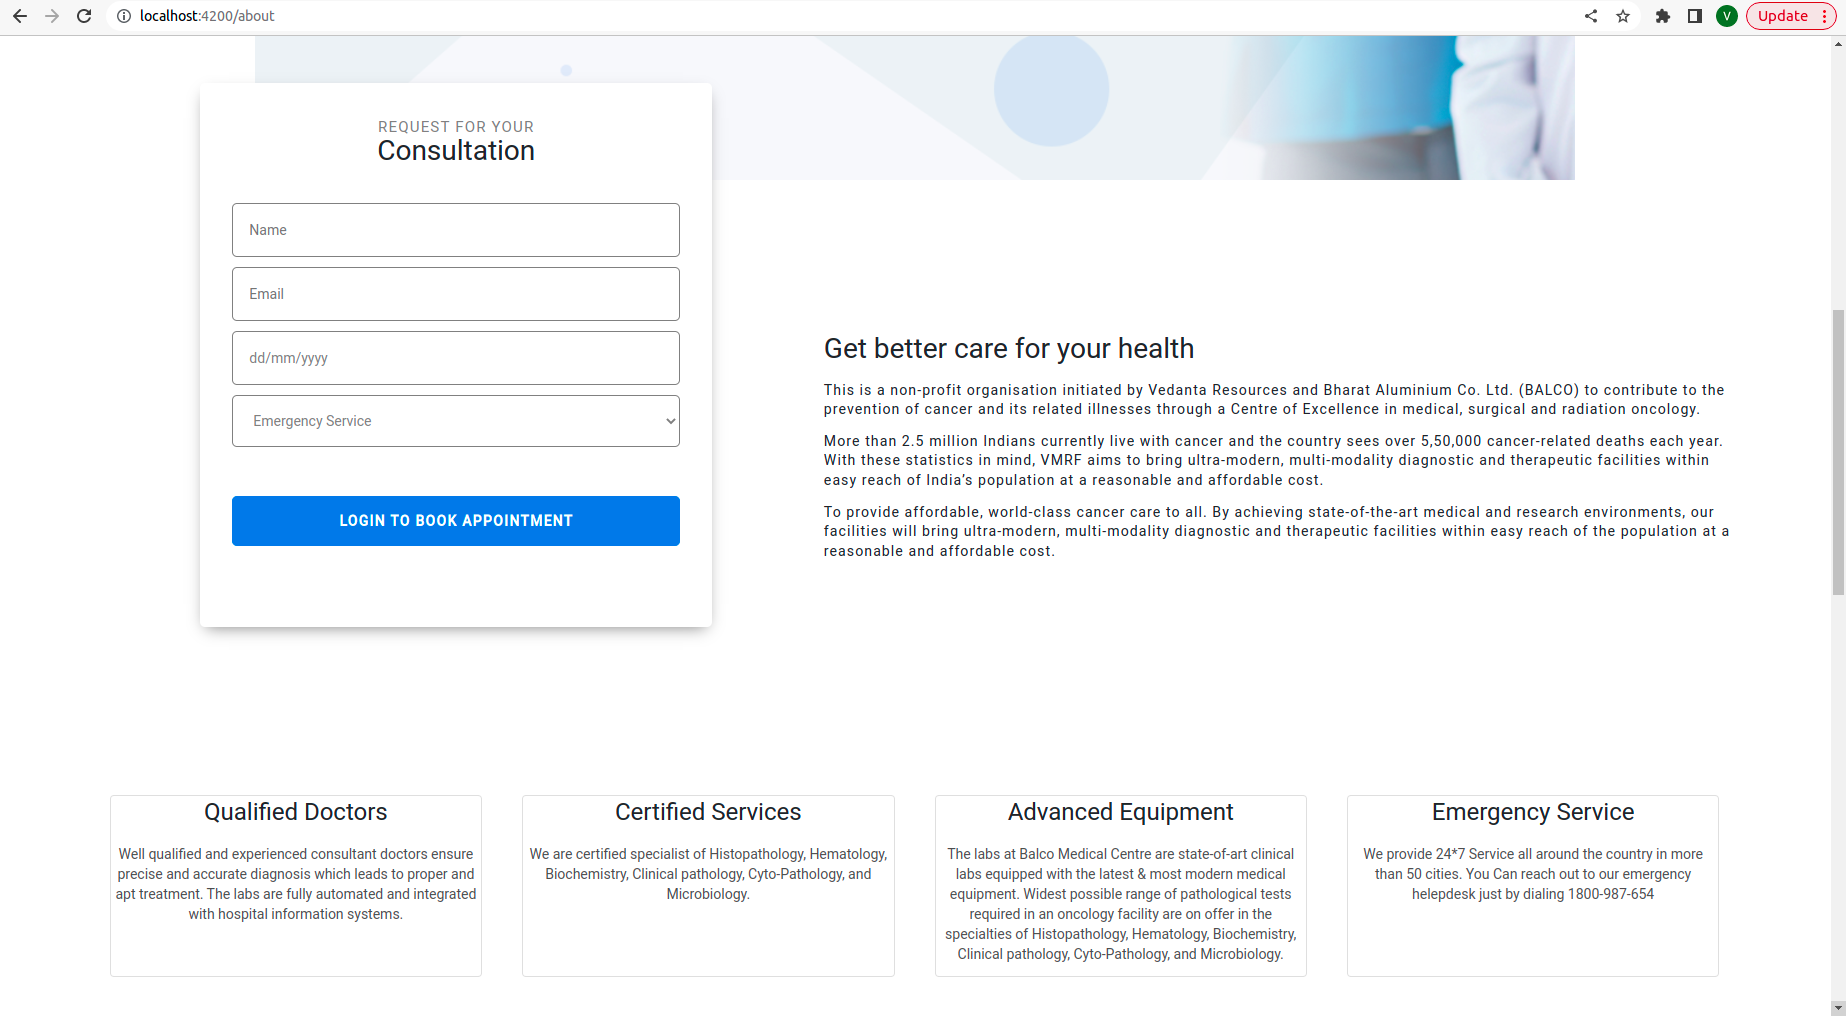 localhost:4200/about
V
Update
REQUEST FOR YOUR
Consultation
Name
Email
dd/mm/yyyy
Emergency Service
LOGIN TO BOOK APPOINTMENT
Get better care for your health
This is a non-profit organisation initiated by Vedanta Resources and Bharat Aluminium Co. Ltd. (BALCO) to contribute to the
prevention of cancer and its related illnesses through a Centre of Excellence in medical, surgical and radiation oncology.
More than 2.5 million Indians currently live with cancer and the country sees over 5,50,000 cancer-related deaths each year.
With these statistics in mind, VMRF aims to bring ultra-modern, multi-modality diagnostic and therapeutic facilities within
easy reach of India’s population at a reasonable and affordable cost.
To provide affordable, world-class cancer care to all. By achieving state-of-the-art medical and research environments, our
facilities will bring ultra-modern, multi-modality diagnostic and therapeutic facilities within easy reach of the population at a
reasonable and affordable cost.
Qualified Doctors
Well qualified and experienced consultant doctors ensure
precise and accurate diagnosis which leads to proper and
apt treatment. The labs are fully automated and integrated
with hospital information systems.
Certified Services
We are certified specialist of Histopathology, Hematology,
Biochemistry, Clinical pathology, Cyto-Pathology, and
Microbiology.
Advanced Equipment
The labs at Balco Medical Centre are state-of-art clinical
labs equipped with the latest & most modern medical
equipment. Widest possible range of pathological tests
required in an oncology facility are on offer in the
specialties of Histopathology, Hematology, Biochemistry,
Clinical pathology, Cyto-Pathology, and Microbiology.
Emergency Service
We provide 24*7 Service all around the country in more
than 50 cities. You Can reach out to our emergency
helepdesk just by dialing 1800-987-654